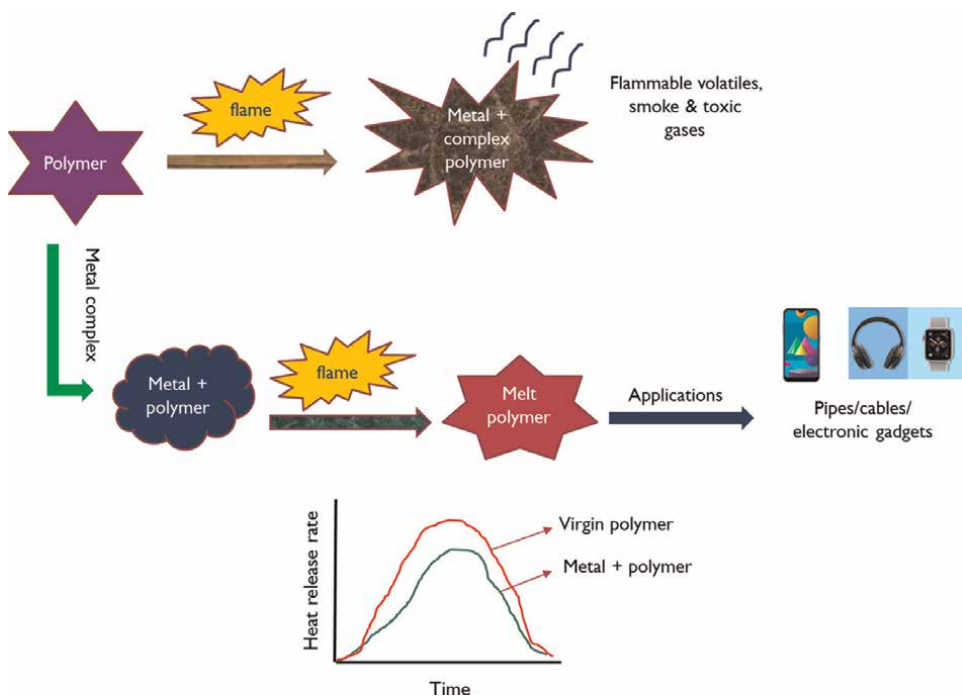 Polymer
flame
Metal +
complex
polymer
Flammable volatiles,
smoke & toxic
gases
Metal complex
Metal +
polymer
flame
Melt
polymer
Applications
Pipes/cables/
electronic gadgets
Heat release rate
Virgin polymer
Metal + polymer
Time